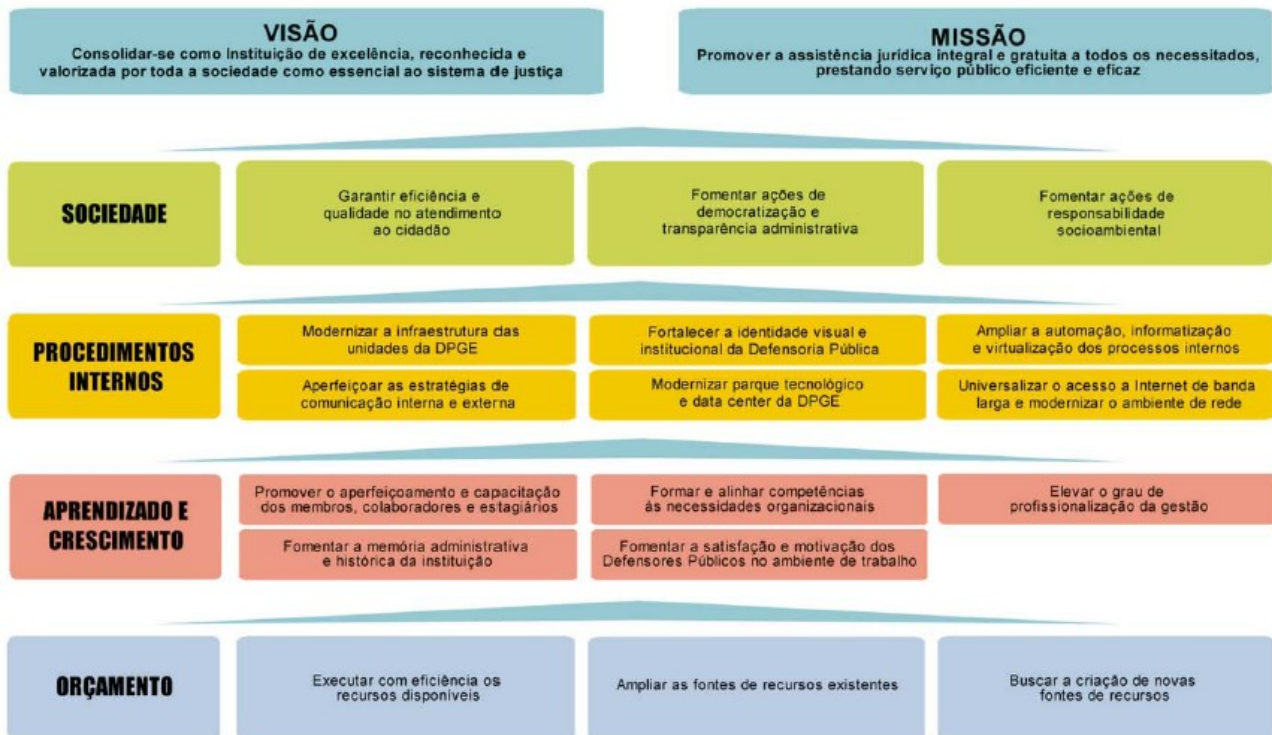 VISÃO
Consolidar-se como Instituição de excelência, reconhecida e
valorizada por toda a sociedade como essencial ao sistema de justiça
MISSÃO
Promover a assistência jurídica integral e gratuita a todos os necessitados,
prestando serviço público eficiente e eficaz
SOCIEDADE
Garantir eficiência e
qualidade no atendimento
ao cidadão
Fomentar ações de
democratização e
transparência administrativa
Fomentar ações de
responsabilidade
socioambiental
PROCEDIMENTOS
INTERNOS
Modernizar a infraestrutura das
unidades da DPGE
Fortalecer a identidade visual e
institucional da Defensoria Pública
Ampliar a automação, informatização
e virtualização dos processos internos
Aperfeiçoar as estratégias de
comunicação interna e externa
Modernizar parque tecnológico
e data center da DPGE
Universalizar o acesso a Internet de banda
larga e modernizar o ambiente de rede
APRENDIZADO E
CRESCIMENTO
Promover o aperfeiçoamento e capacitação
dos membros, colaboradores e estagiários
Formar e alinhar competências
às necessidades organizacionais
Elevar o grau de
profissionalização da gestão
Fomentar a memória administrativa
e histórica da instituição
Fomentar a satisfação e motivação dos
Defensores Públicos no ambiente de trabalho
ORÇAMENTO
Executar com eficiência os
recursos disponíveis
Ampliar as fontes de recursos existentes
Buscar a criação de novas
fontes de recursos